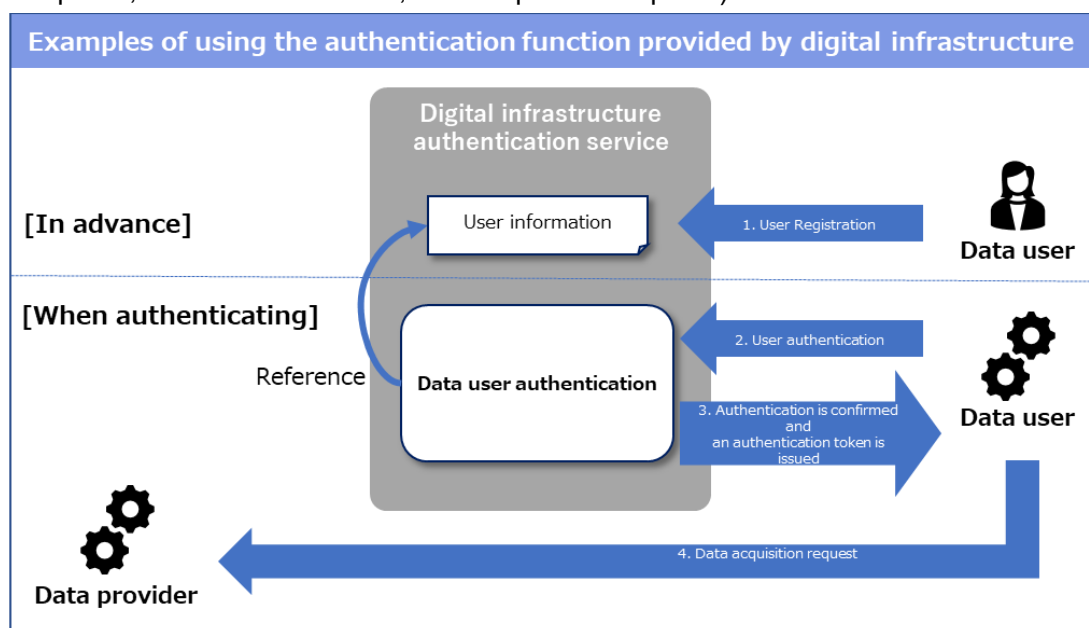 Examples of using the authentication function provided by digital infrastructure
Digital infrastructure
authentication service
[In advance]
User information
1. User Registration
Data user
[When authenticating]
2. User authentication
Reference
Data user authentication
3. Authentication is confirmed
and
an authentication token is
issued
Data user
4. Data acquisition request
Data provider